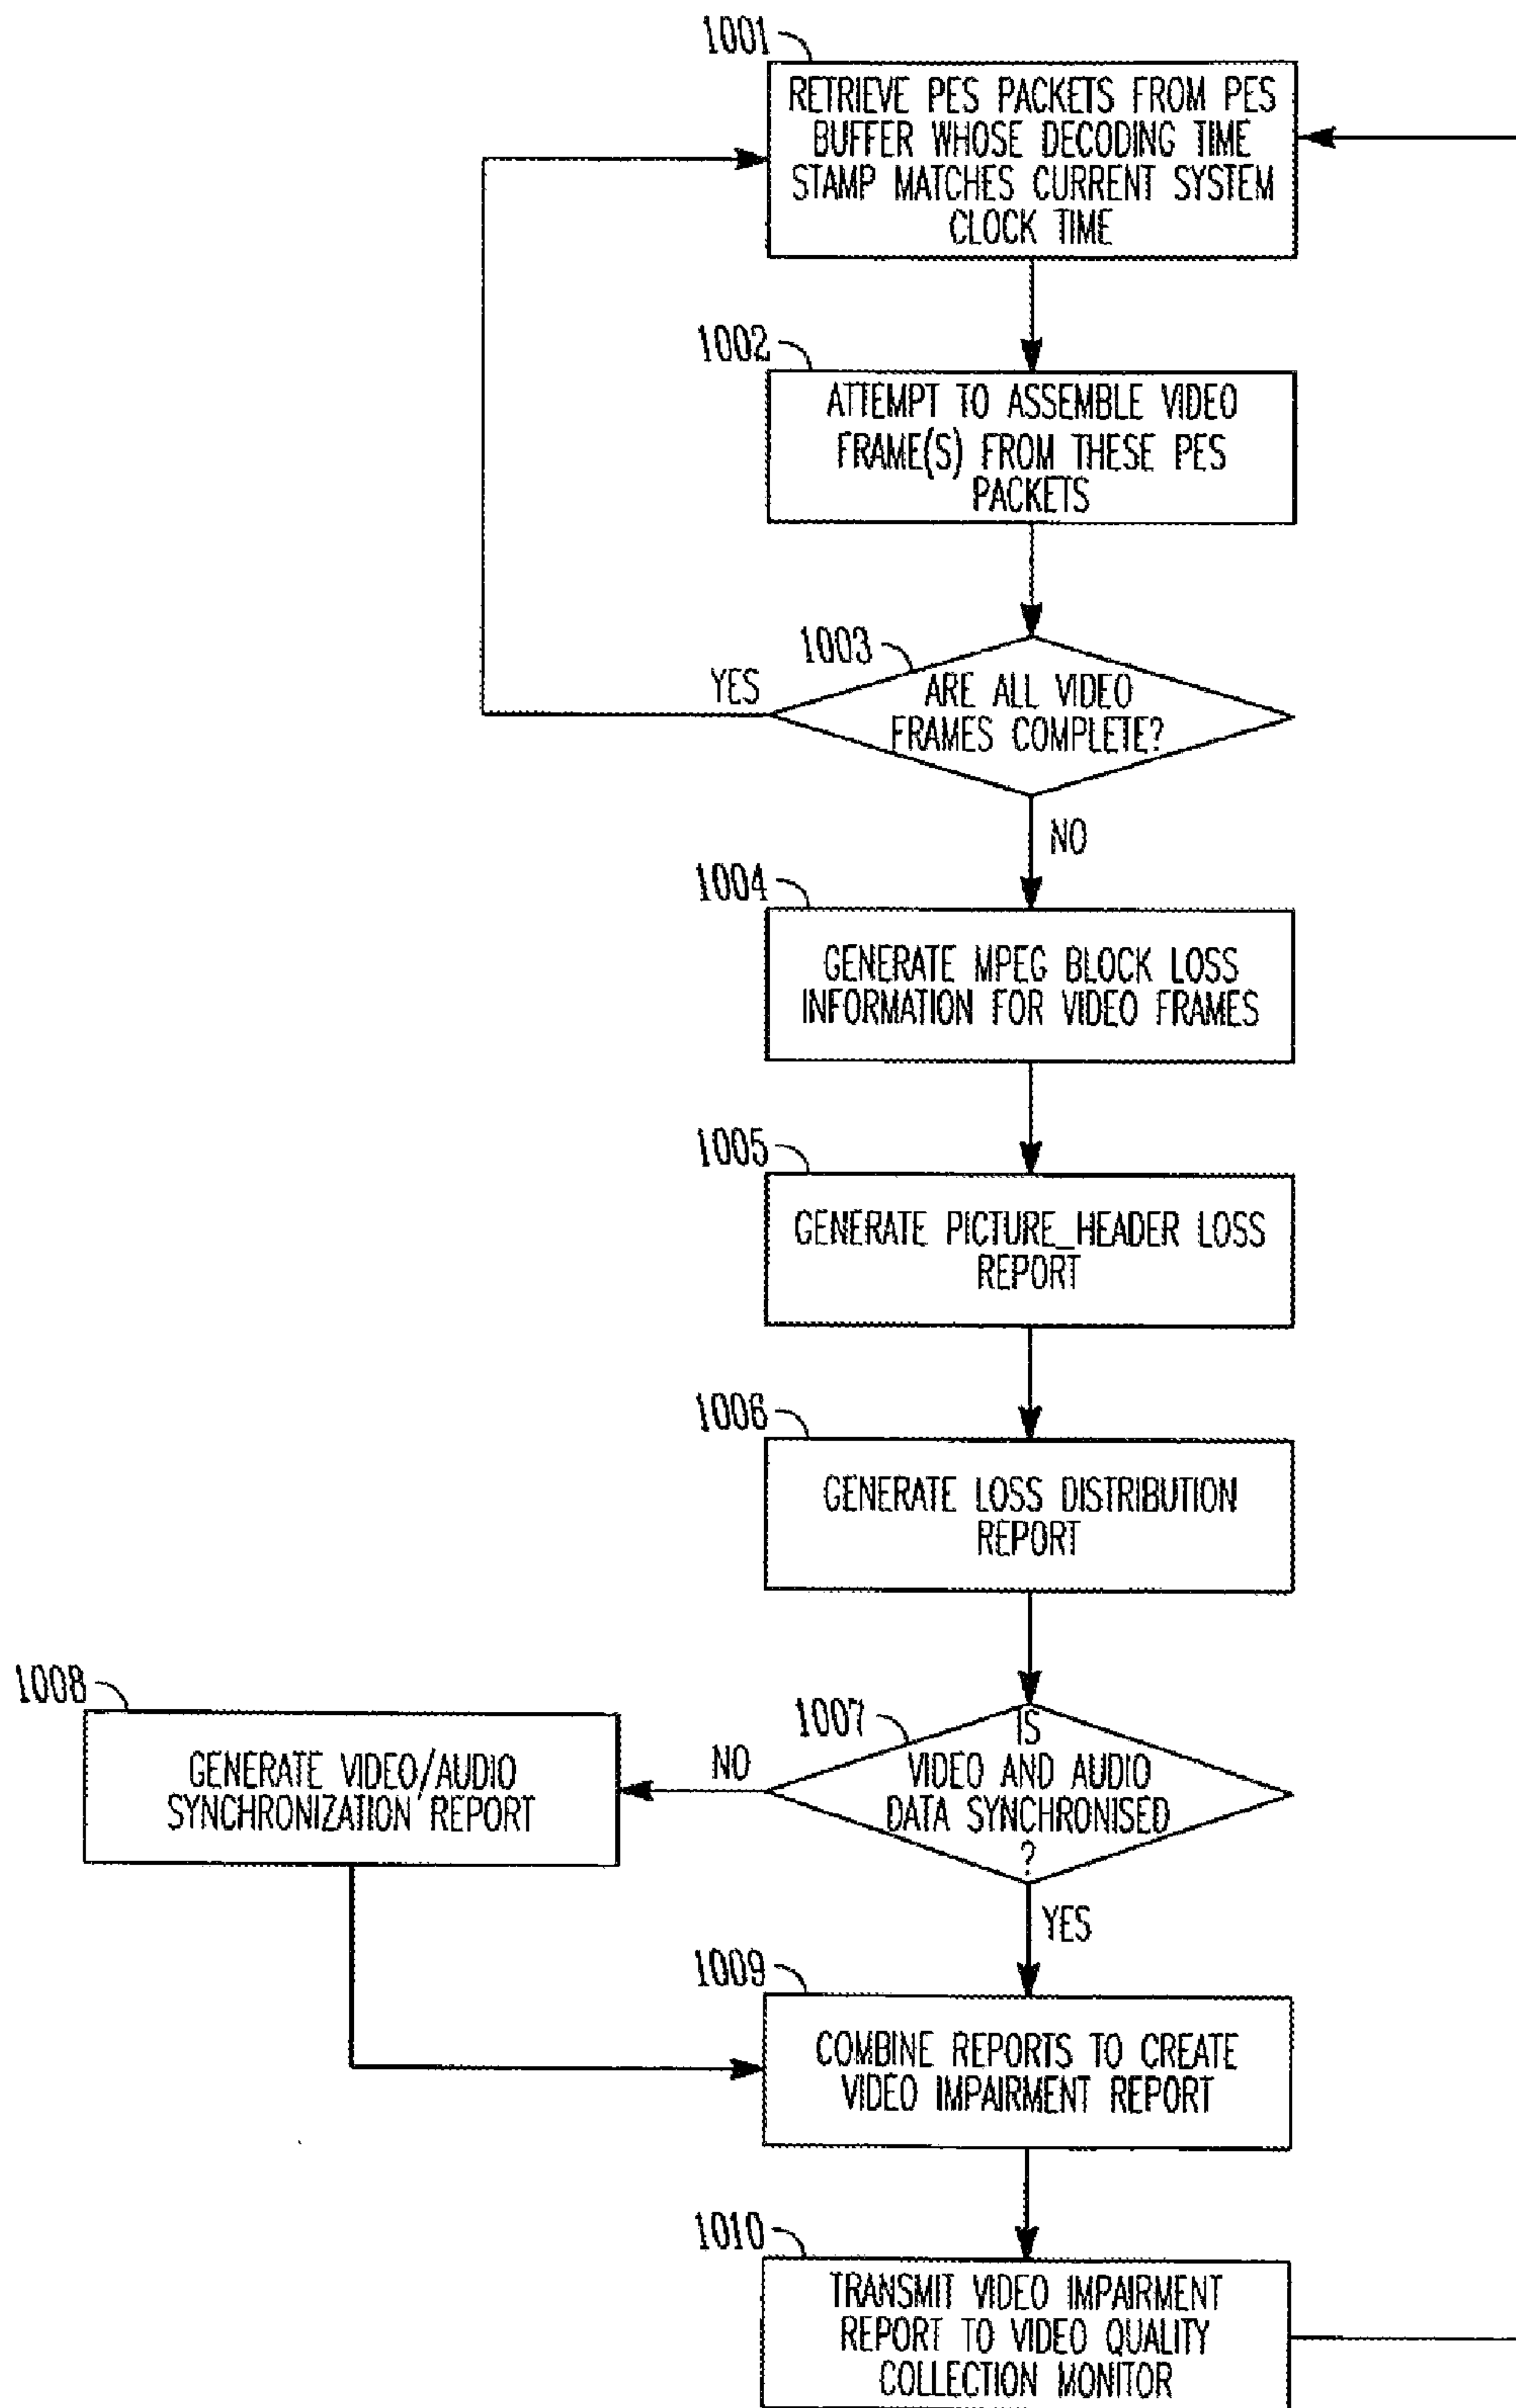 1001
RETRIEVE PES PACKETS FROM PES
BUFFER WHOSE DECODING TIME
STAMP MATCHES CURRENT SYSTEM
CLOCK TIME
1002
ATTEMPT TO ASSEMBLE VIDEO
FRAME(S) FROM THESE PES
PACKETS
1003
YES
ARE ALL VIDEO
FRAMES COMPLETE?
NO
1004
GENERATE MPEG BLOCK LOSS
INFORMATION FOR VIDEO FRAMES
1005
GENERATE PICTURE_HEADER LOSS
REPORT
1006
GENERATE LOSS DISTRIBUTION
REPORT
1008
GENERATE VIDEO/AUDIO
SYNCHRONIZATION REPORT
NO
1007
IS
VIDEO AND AUDIO
DATA SYNCHRONISED
?
YES
1009
COMBINE REPORTS TO CREATE
VIDEO IMPAIRMENT REPORT
1010
TRANSMIT VIDEO IMPAIRMENT
REPORT TO VIDEO QUALITY
COLLECTION MONITOR